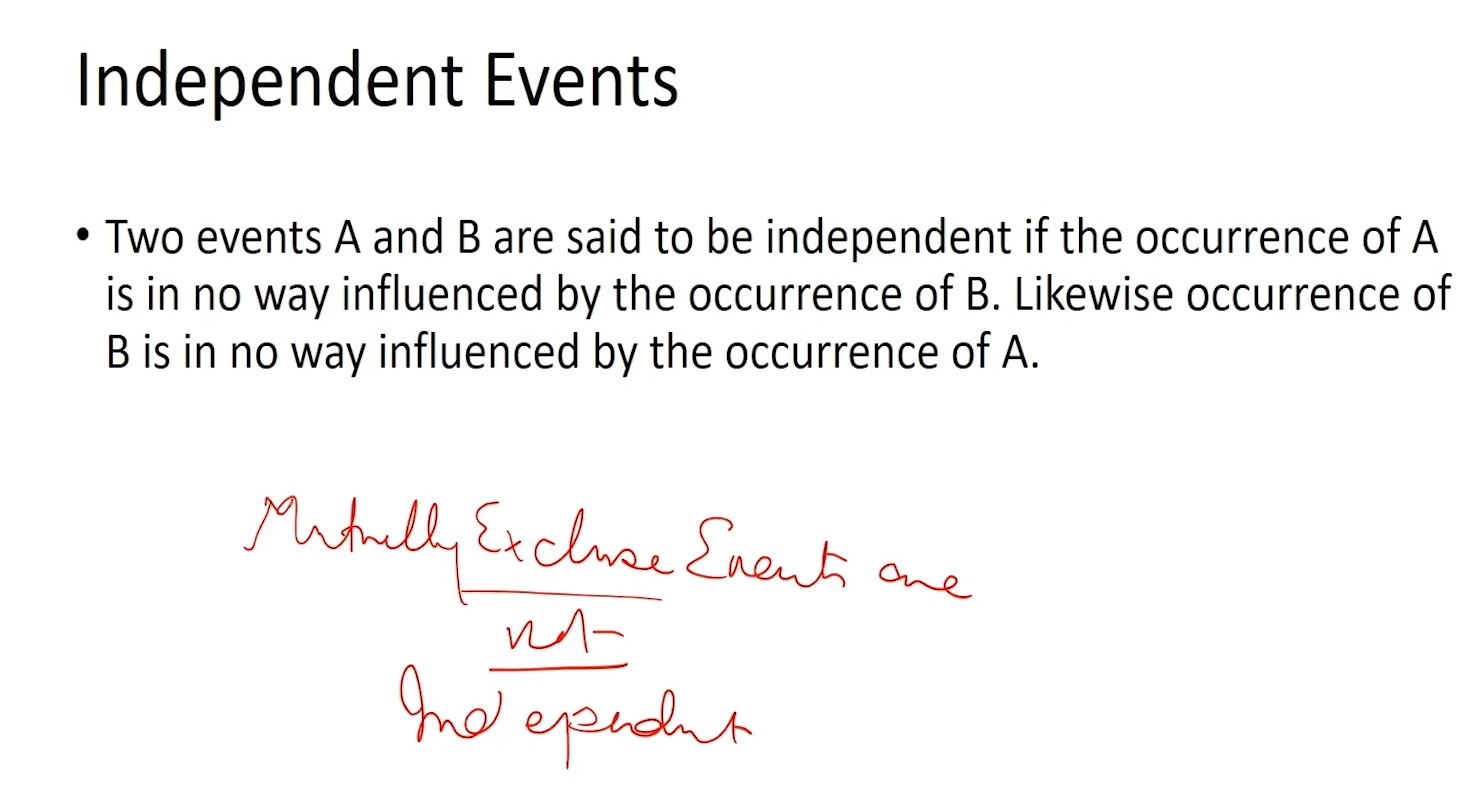 Independent Events
• Two events A and B are said to be independent if the occurrence of A
is in no way influenced by the occurrence of B. Likewise occurrence of
B is in no way influenced by the occurrence of A.
Mutually Exclusive Events are
not
Independent